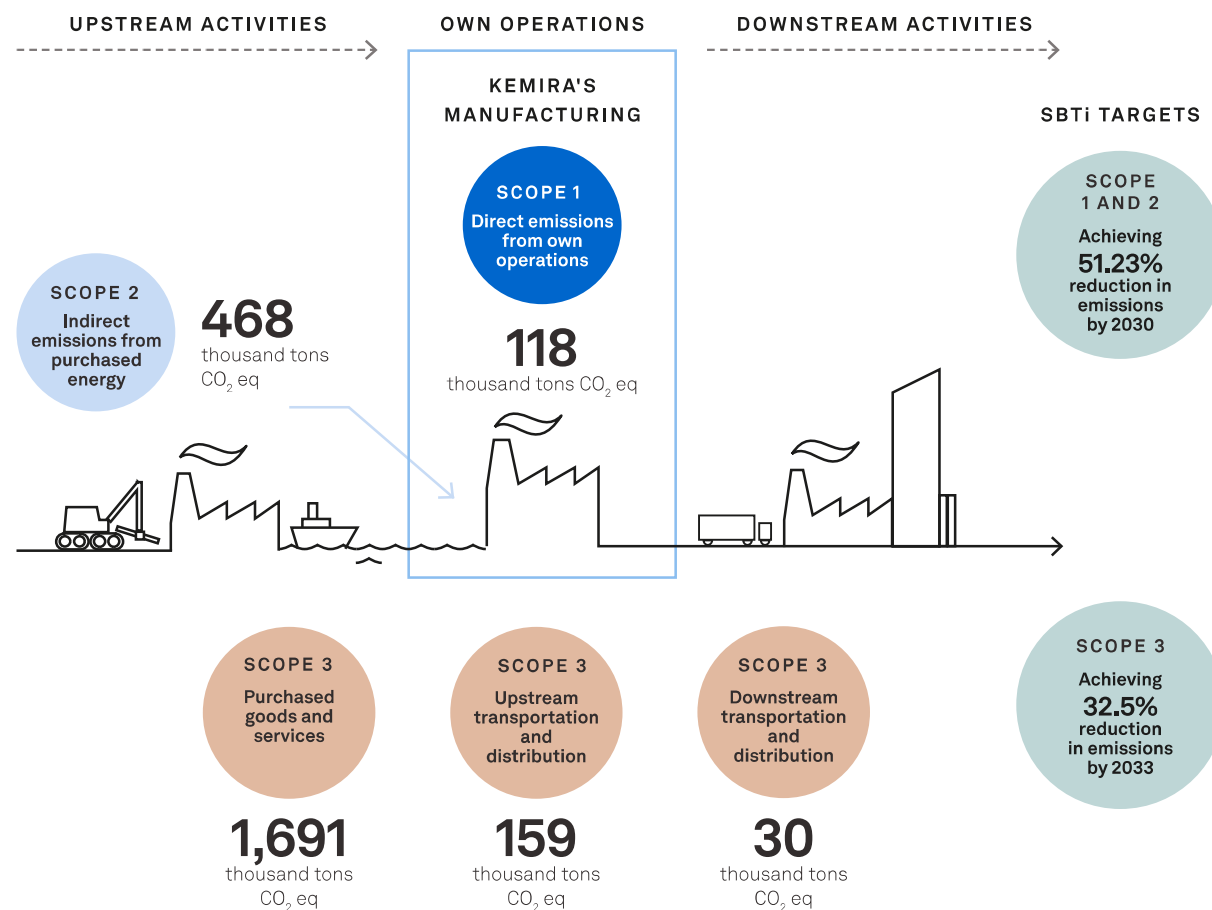 UPSTREAM ACTIVITIES
OWN OPERATIONS
DOWNSTREAM ACTIVITIES
KEMIRA'S
MANUFACTURING
SBTi TARGETS
SCOPE 1
Direct emissions
from own
operations
118
thousand tons CO₂ eq
SCOPE 2
Indirect
emissions from
purchased
energy
468
thousand tons
CO₂ eq
SCOPE
1 AND 2
Achieving
51.23%
reduction in
emissions
by 2030
SCOPE 3
Purchased
goods and
services
1,691
thousand tons
CO₂ eq
SCOPE 3
Upstream
transportation
and
distribution
159
thousand tons
CO₂ eq
SCOPE 3
Downstream
transportation
and
distribution
30
thousand tons
CO₂ eq
SCOPE 3
Achieving
32.5%
reduction
in emissions
by 2033